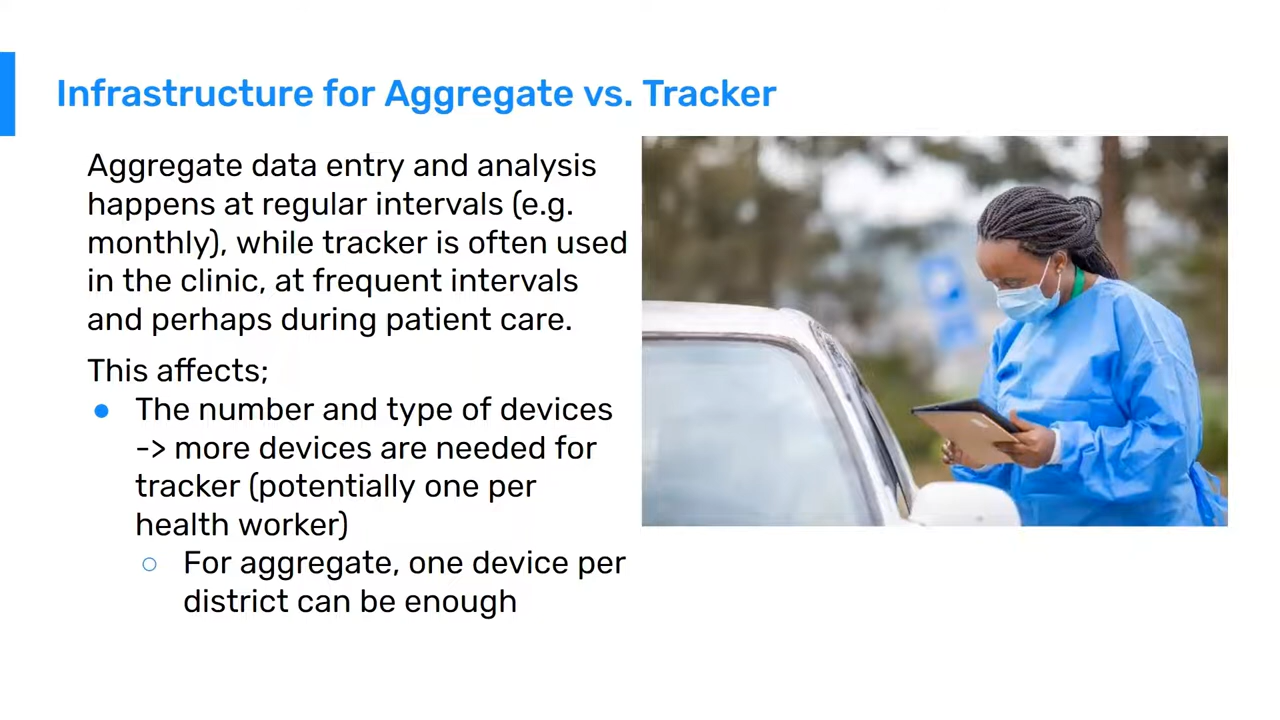 Infrastructure for Aggregate vs. Tracker
Aggregate data entry and analysis
happens at regular intervals (e.g.
monthly), while tracker is often used
in the clinic, at frequent intervals
and perhaps during patient care.
This affects;
● The number and type of devices
-> more devices are needed for
tracker (potentially one per
health worker)
○ For aggregate, one device per
district can be enough